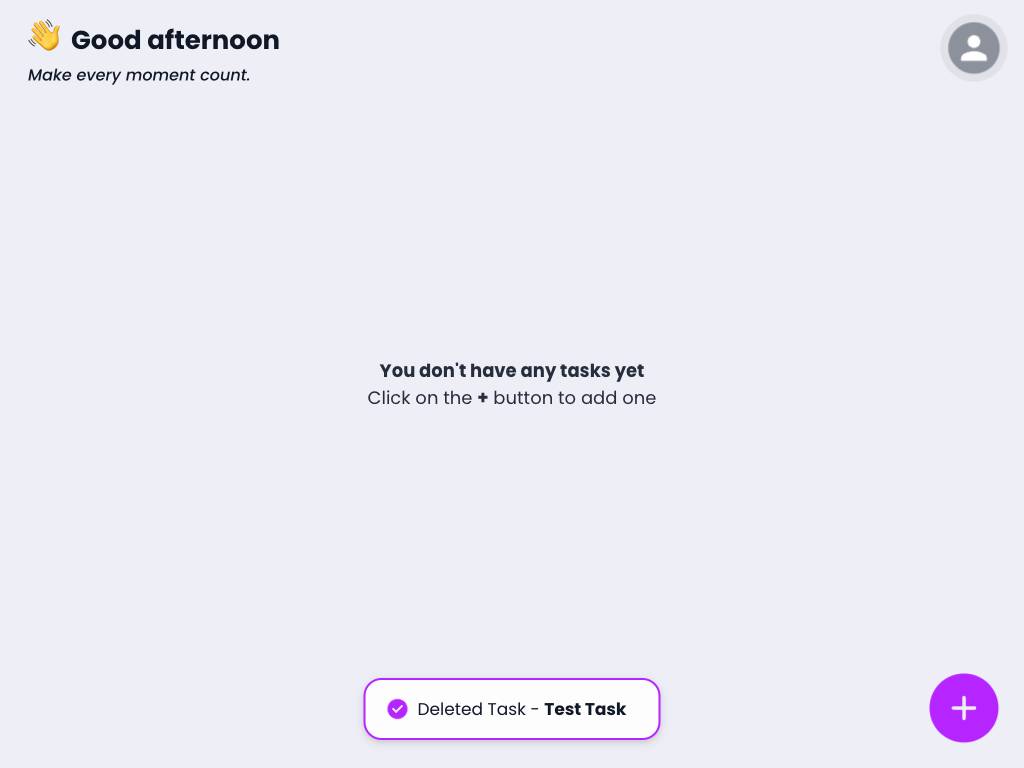 👋 Good afternoon
Make every moment count.
You don't have any tasks yet
Click on the + button to add one
Deleted Task - Test Task